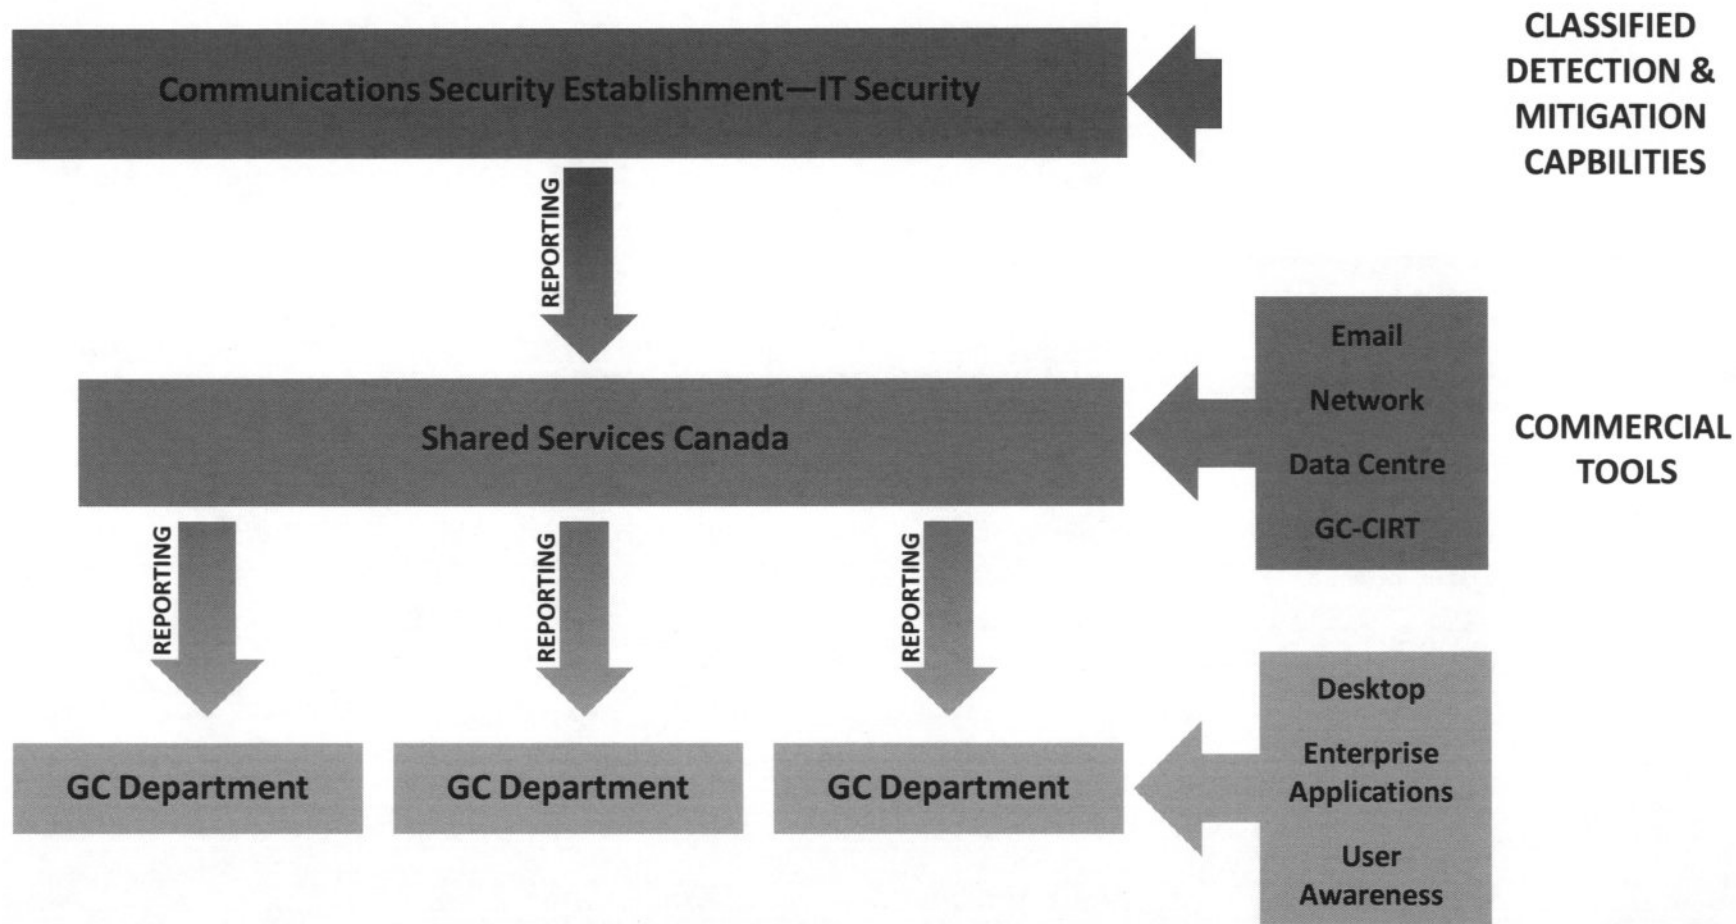 Communications Security Establishment—IT Security
CLASSIFIED
DETECTION &
MITIGATION
CAPBILITIES
REPORTING
Shared Services Canada
Email
Network
Data Centre
GC-CIRT
COMMERCIAL
TOOLS
REPORTING
REPORTING
REPORTING
GC Department
GC Department
GC Department
Desktop
Enterprise
Applications
User
Awareness